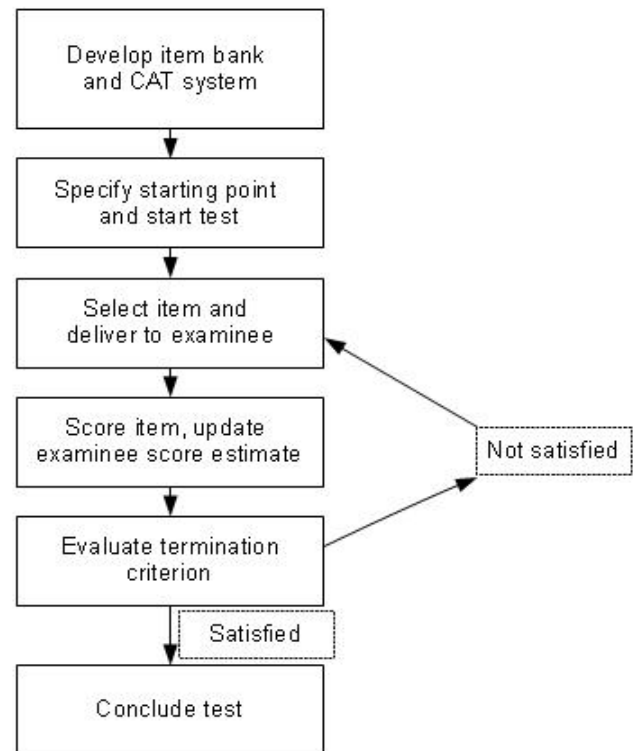 Develop item bank
and CAT system
Specify starting point
and start test
Select item and
deliver to examinee
Score item, update
examinee score estimate
Not satisfied
Evaluate termination
criterion
Satisfied
Conclude test